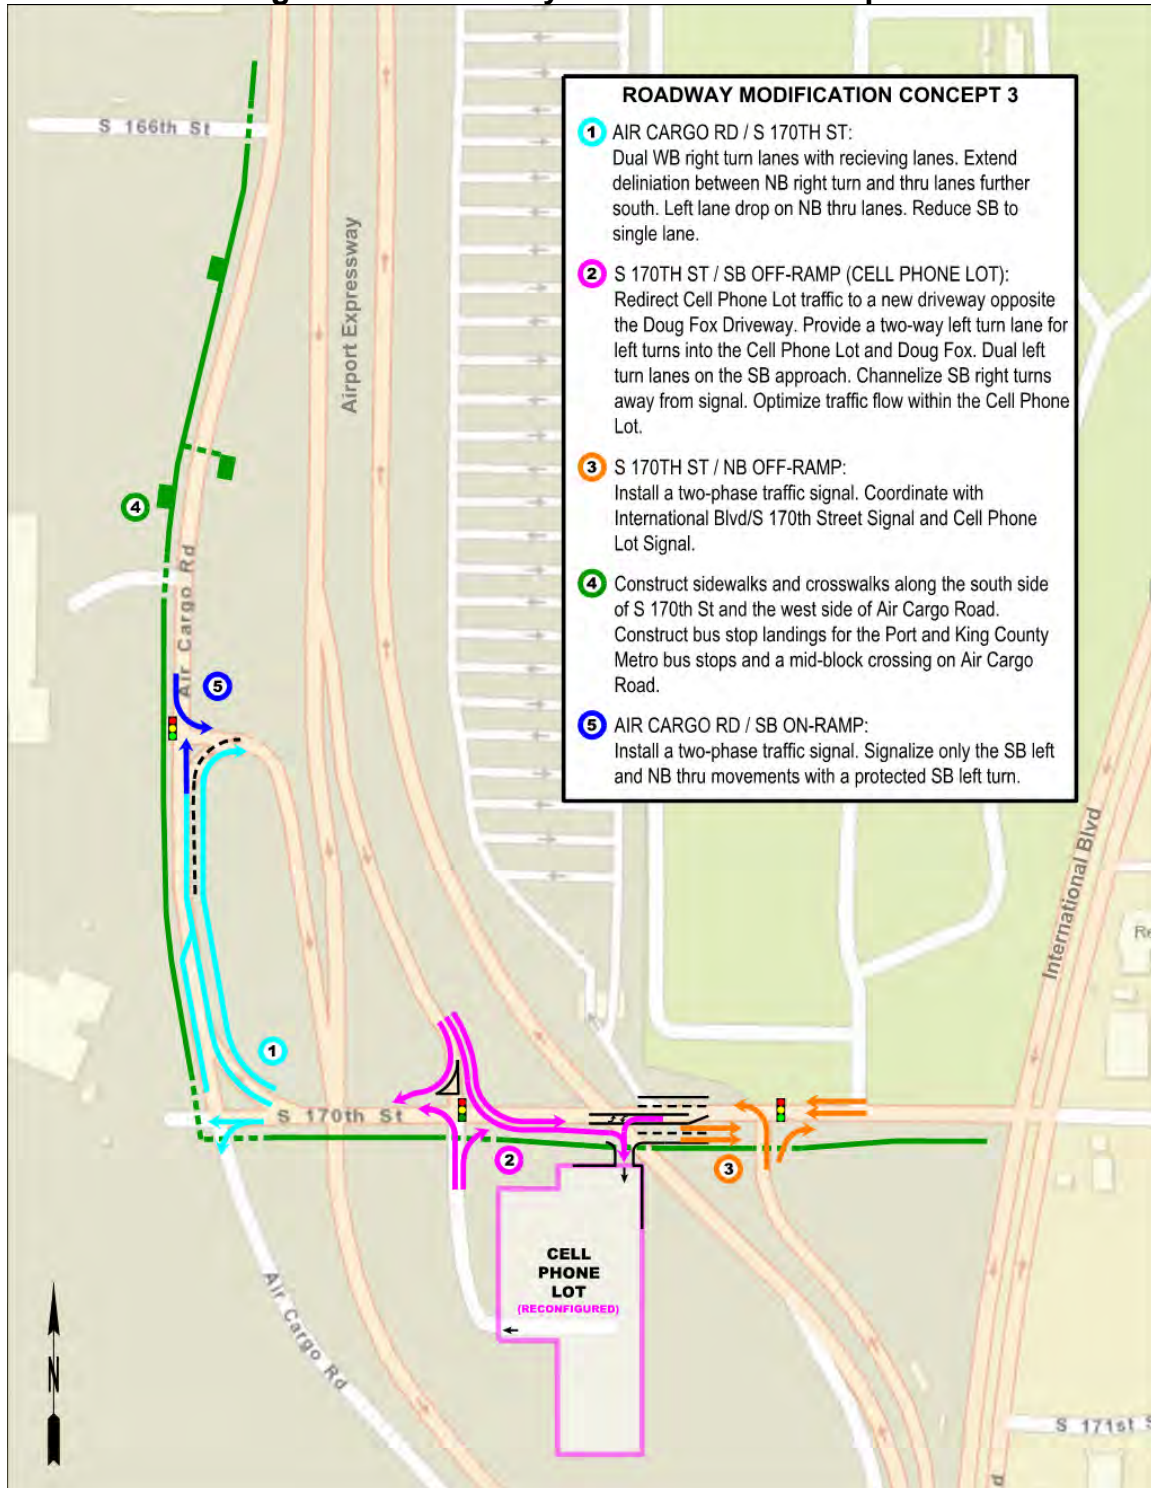 ROADWAY MODIFICATION CONCEPT 3
1 AIR CARGO RD / S 170TH ST:
Dual WB right turn lanes with recieving lanes. Extend
deliniation between NB right turn and thru lanes further
south. Left lane drop on NB thru lanes. Reduce SB to
single lane.
2 S 170TH ST / SB OFF-RAMP (CELL PHONE LOT):
Redirect Cell Phone Lot traffic to a new driveway opposite
the Doug Fox Driveway. Provide a two-way left turn lane for
left turns into the Cell Phone Lot and Doug Fox. Dual left
turn lanes on the SB approach. Channelize SB right turns
away from signal. Optimize traffic flow within the Cell Phone
Lot.
3 S 170TH ST / NB OFF-RAMP:
Install a two-phase traffic signal. Coordinate with
International Blvd/S 170th Street Signal and Cell Phone
Lot Signal.
4 Construct sidewalks and crosswalks along the south side
of S 170th St and the west side of Air Cargo Road.
Construct bus stop landings for the Port and King County
Metro bus stops and a mid-block crossing on Air Cargo
Road.
5 AIR CARGO RD / SB ON-RAMP:
Install a two-phase traffic signal. Signalize only the SB left
and NB thru movements with a protected SB left turn.
S 166th St
Airport Expressway
4
Air Cargo Rd
5
International Blvd
Re
1
S 170th St
2
3
CELL
PHONE
LOT
(RECONFIGURED)
Air Cargo Rd
N
S 171st S
d